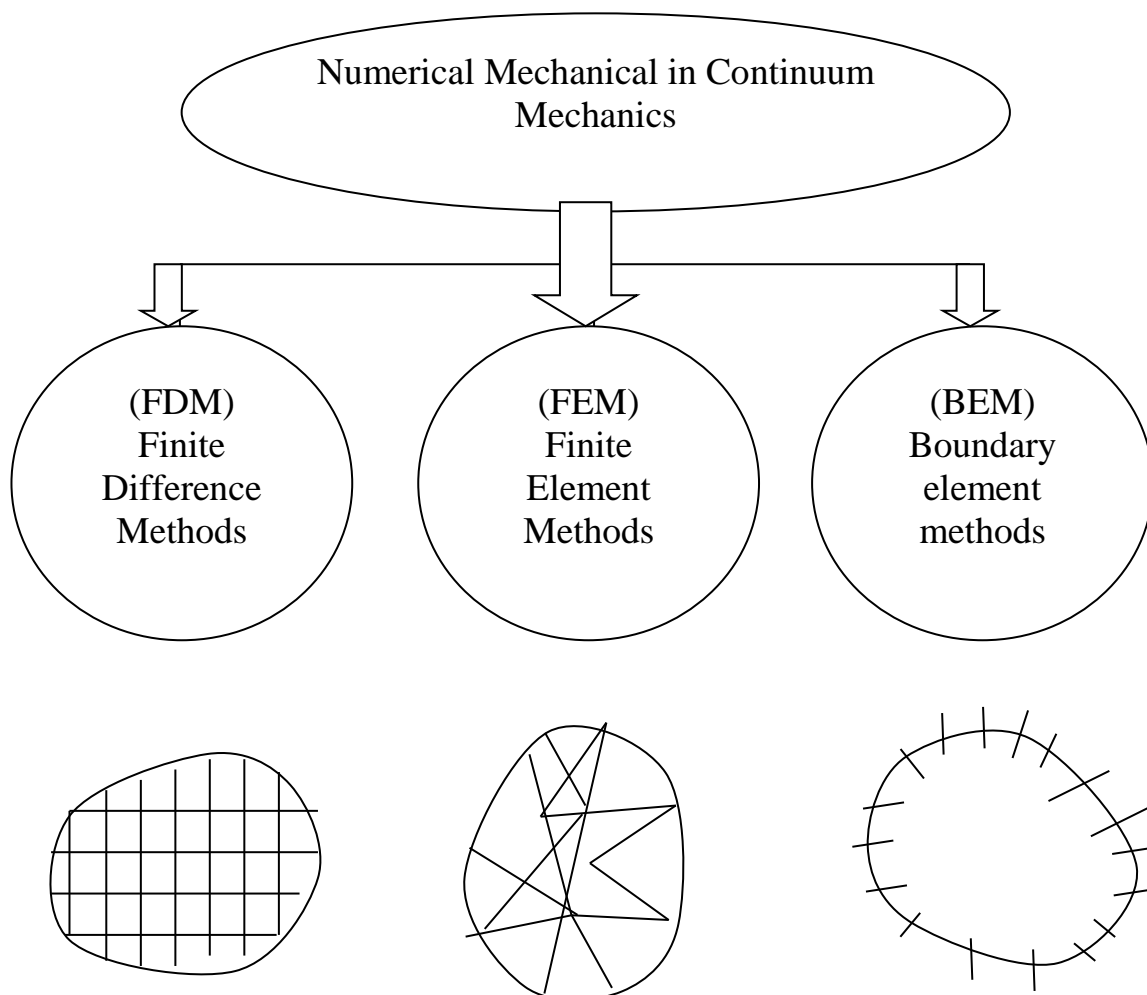 Numerical Mechanical in Continuum
Mechanics
(FDM)
Finite
Difference
Methods
(FEM)
Finite
Element
Methods
(BEM)
Boundary
element
methods